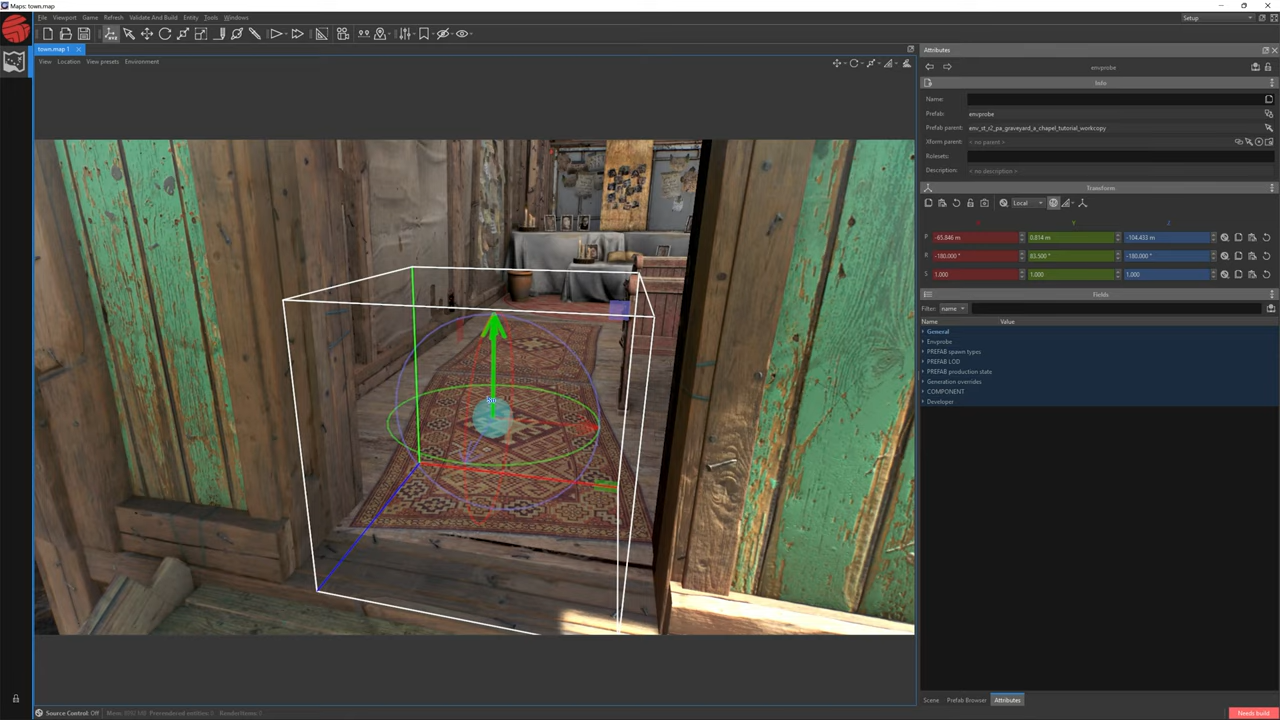 Maps: town.map
File Viewport Game Refresh Validate And Build Entity Tools Windows
Setup
town.map 1
View Location View presets Environment
Attributes
envprobe
Info
Name:
Prefab: envprobe
Prefab parent: env_st_r2_pa_graveyard_a_chapel_tutorial_workcopy
Xform parent: < no parent >
Rolesets:
Description: < no description >
Transform
Local
X Y Z
P -65.846 m 0.814 m -104.433 m
R -180.000 ° 83.500 ° -180.000 °
S 1.000 1.000 1.000
Fields
Filter: name
Name Value
General
Envprobe
PREFAB spawn types
PREFAB LOD
PREFAB production state
Generation overrides
COMPONENT
Developer
Scene Prefab Browser Attributes
Source Control: Off
Needs build